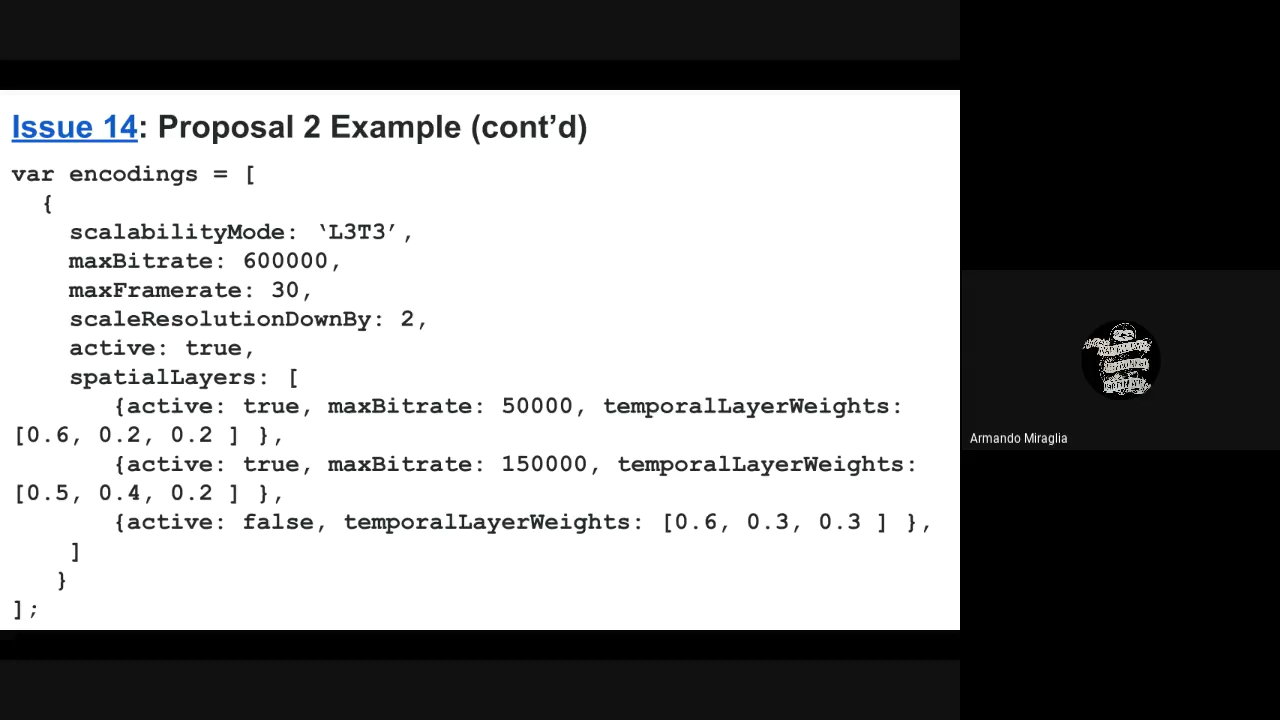 Issue 14: Proposal 2 Example (cont’d)
var encodings = [
{
scalabilityMode: ‘L3T3’,
maxBitrate: 600000,
maxFramerate: 30,
scaleResolutionDownBy: 2,
active: true,
spatialLayers: [
{active: true, maxBitrate: 50000, temporalLayerWeights:
[0.6, 0.2, 0.2 ] },
{active: true, maxBitrate: 150000, temporalLayerWeights:
[0.5, 0.4, 0.2 ] },
{active: false, temporalLayerWeights: [0.6, 0.3, 0.3 ] },
]
}
];
Armando Miraglia